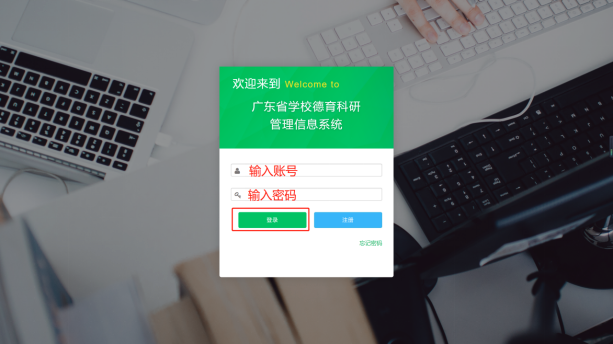 欢迎来到 Welcome to
广东省学校德育科研
管理信息系统
输入账号
输入密码
登录 注册
忘记密码